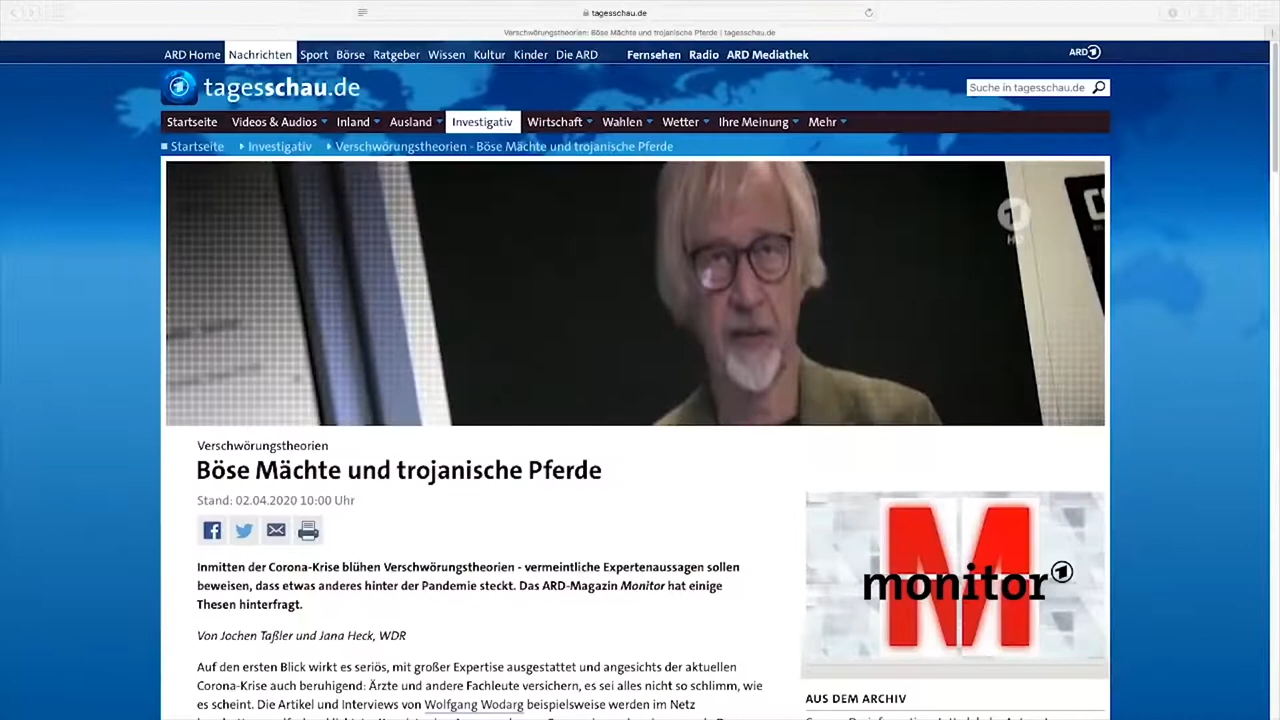 tagesschau.de
Verschwörungstheorien: Böse Mächte und trojanische Pferde | tagesschau.de
ARD Home Nachrichten Sport Börse Ratgeber Wissen Kultur Kinder Die ARD Fernsehen Radio ARD Mediathek
ARD 1
tagesschau.de
Suche in tagesschau.de
Startseite Videos & Audios Inland Ausland Investigativ Wirtschaft Wahlen Wetter Ihre Meinung Mehr
Startseite Investigativ Verschwörungstheorien - Böse Mächte und trojanische Pferde
HD
Verschwörungstheorien
Böse Mächte und trojanische Pferde
Stand: 02.04.2020 10:00 Uhr
Inmitten der Corona-Krise blühen Verschwörungstheorien - vermeintliche Expertenaussagen sollen
beweisen, dass etwas anderes hinter der Pandemie steckt. Das ARD-Magazin Monitor hat einige
Thesen hinterfragt.
Von Jochen Taßler und Jana Heck, WDR
Auf den ersten Blick wirkt es seriös, mit großer Expertise ausgestattet und angesichts der aktuellen
Corona-Krise auch beruhigend: Ärzte und andere Fachleute versichern, es sei alles nicht so schlimm, wie
es scheint. Die Artikel und Interviews von Wolfgang Wodarg beispielsweise werden im Netz
M
monitor 1
AUS DEM ARCHIV